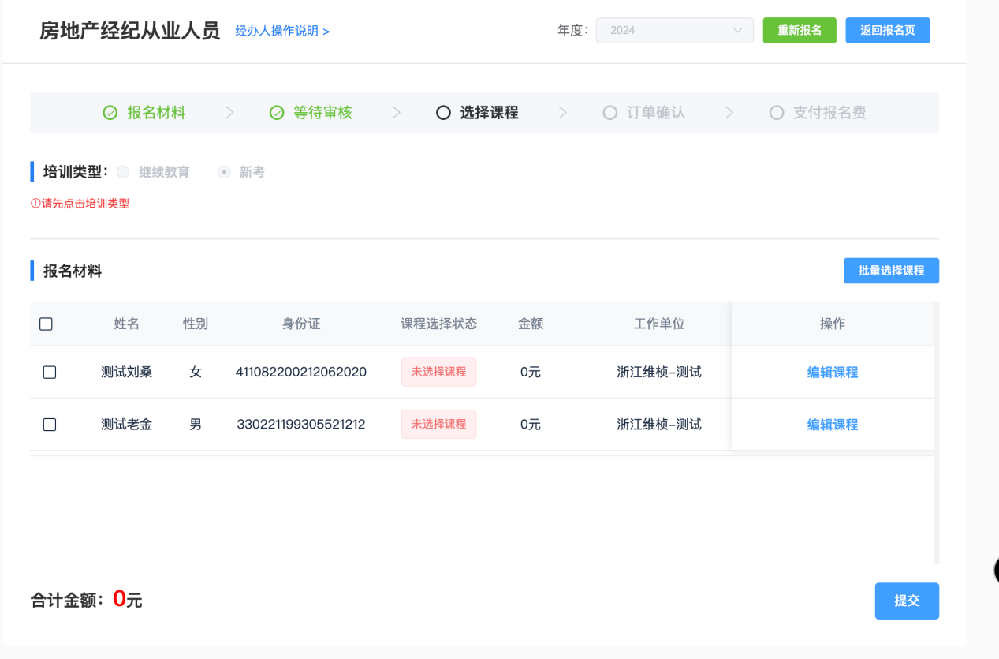 房地产经纪从业人员 经办人操作说明 > 年度： 2024 重新报名 返回报名页
报名材料 > 等待审核 > 选择课程 > 订单确认 > 支付报名费
培训类型： 继续教育 新考
请先点击培训类型
报名材料 批量选择课程
姓名 性别 身份证 课程选择状态 金额 工作单位 操作
测试刘桑 女 411082200212062020 未选择课程 0元 浙江维桢-测试 编辑课程
测试老金 男 330221199305521212 未选择课程 0元 浙江维桢-测试 编辑课程
合计金额： 0元 提交